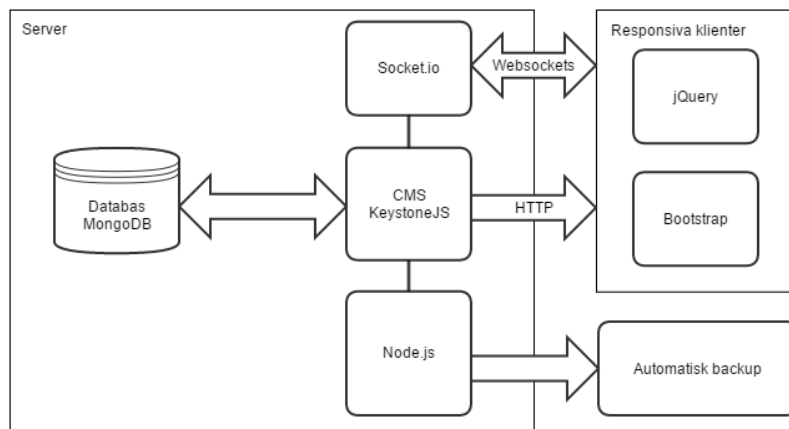 Server
Responsiva klienter
Socket.io
Websockets
jQuery
Databas
MongoDB
CMS
KeystoneJS
HTTP
Bootstrap
Node.js
Automatisk backup